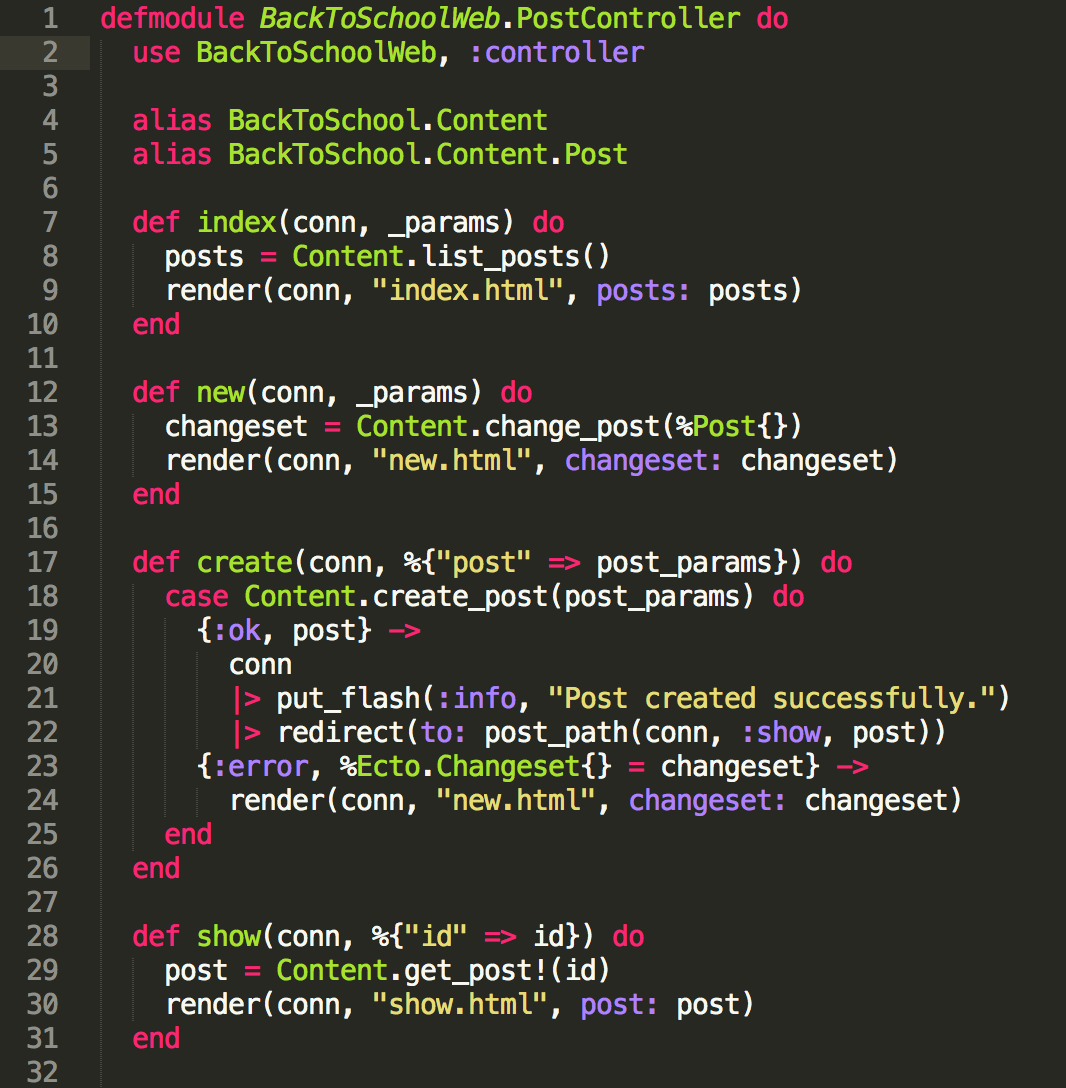 1 defmodule BackToSchoolWeb.PostController do
2   use BackToSchoolWeb, :controller
3
4   alias BackToSchool.Content
5   alias BackToSchool.Content.Post
6
7   def index(conn, _params) do
8     posts = Content.list_posts()
9     render(conn, "index.html", posts: posts)
10   end
11
12   def new(conn, _params) do
13     changeset = Content.change_post(%Post{})
14     render(conn, "new.html", changeset: changeset)
15   end
16
17   def create(conn, %{"post" => post_params}) do
18     case Content.create_post(post_params) do
19       {:ok, post} ->
20         conn
21         |> put_flash(:info, "Post created successfully.")
22         |> redirect(to: post_path(conn, :show, post))
23       {:error, %Ecto.Changeset{} = changeset} ->
24         render(conn, "new.html", changeset: changeset)
25     end
26   end
27
28   def show(conn, %{"id" => id}) do
29     post = Content.get_post!(id)
30     render(conn, "show.html", post: post)
31   end
32